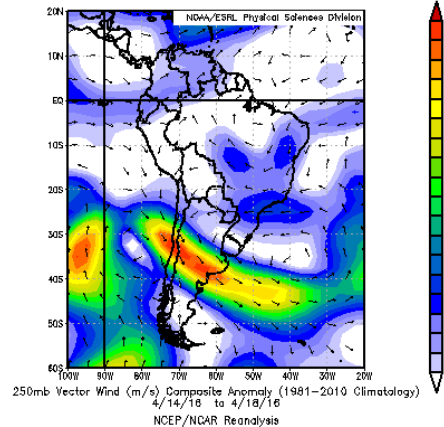 NOAA/ESRL Physical Sciences Division
20N
10N
EQ
10S
20S
30S
40S
50S
60S
100W 90W 80W 70W 60W 50W 40W 30W 20W
250mb Vector Wind (m/s) Composite Anomaly (1981-2010 Climatology)
4/14/16 to 4/18/16
NCEP/NCAR Reanalysis